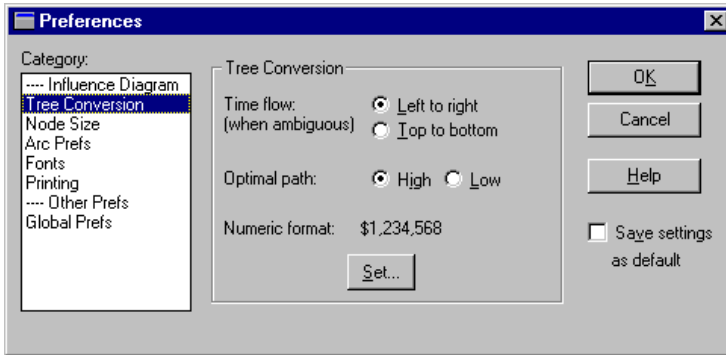 Preferences
Category:
---- Influence Diagram
Tree Conversion
Node Size
Arc Prefs
Fonts
Printing
---- Other Prefs
Global Prefs
Tree Conversion
Time flow:
(when ambiguous)
Left to right
Top to bottom
Optimal path:
High
Low
Numeric format:
$1,234,568
Set...
OK
Cancel
Help
Save settings
as default